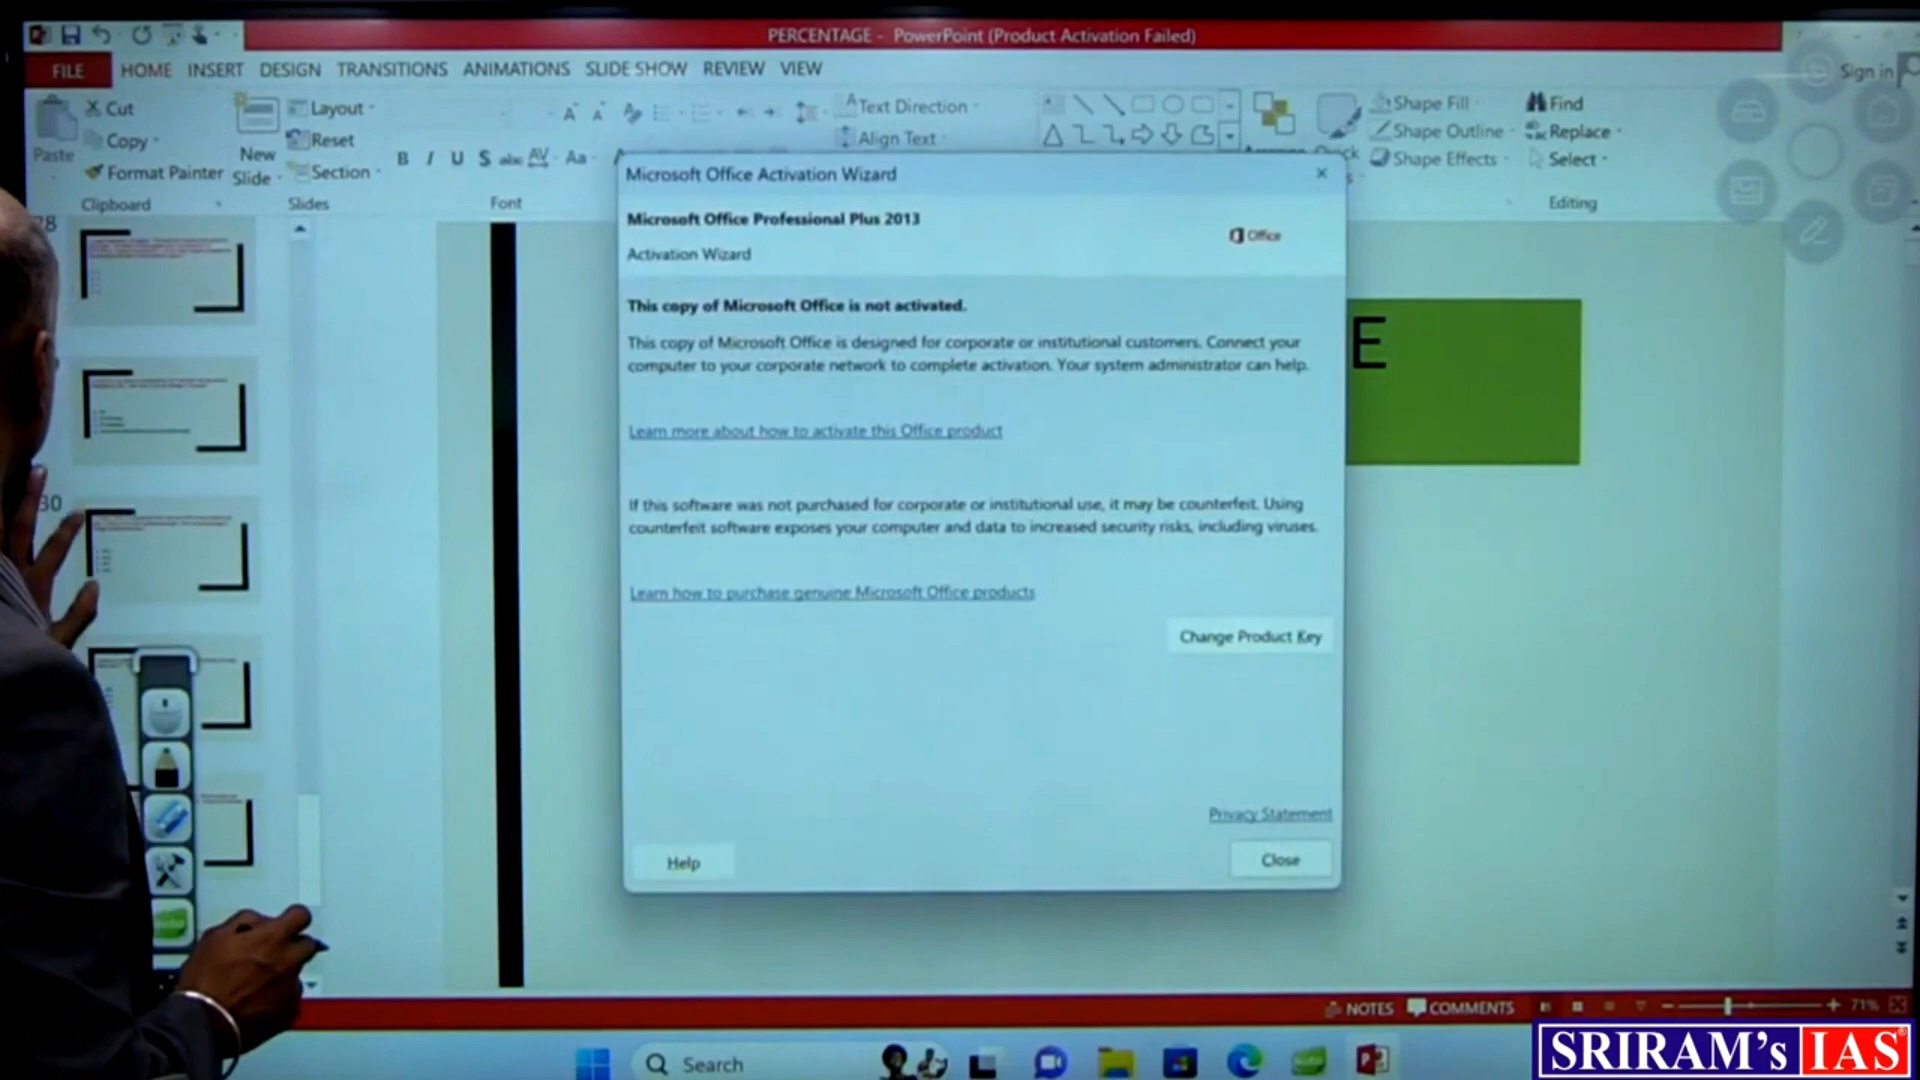 PERCENTAGE - PowerPoint (Product Activation Failed)
FILE HOME INSERT DESIGN TRANSITIONS ANIMATIONS SLIDE SHOW REVIEW VIEW
Sign in
Cut
Copy
Format Painter
Paste
Clipboard
New
Slide
Layout
Reset
Section
Slides
B I U S abc AV Aa
Font
Text Direction
Align Text
Shape Fill
Shape Outline
Shape Effects
Find
Replace
Select
Editing
Microsoft Office Activation Wizard
Microsoft Office Professional Plus 2013
Office
Activation Wizard
This copy of Microsoft Office is not activated.
This copy of Microsoft Office is designed for corporate or institutional customers. Connect your
computer to your corporate network to complete activation. Your system administrator can help.
Learn more about how to activate this Office product
If this software was not purchased for corporate or institutional use, it may be counterfeit. Using
counterfeit software exposes your computer and data to increased security risks, including viruses.
Learn how to purchase genuine Microsoft Office products
Change Product Key
Privacy Statement
Help
Close
E
30
NOTES COMMENTS 71%
Search
SRIRAM's IAS